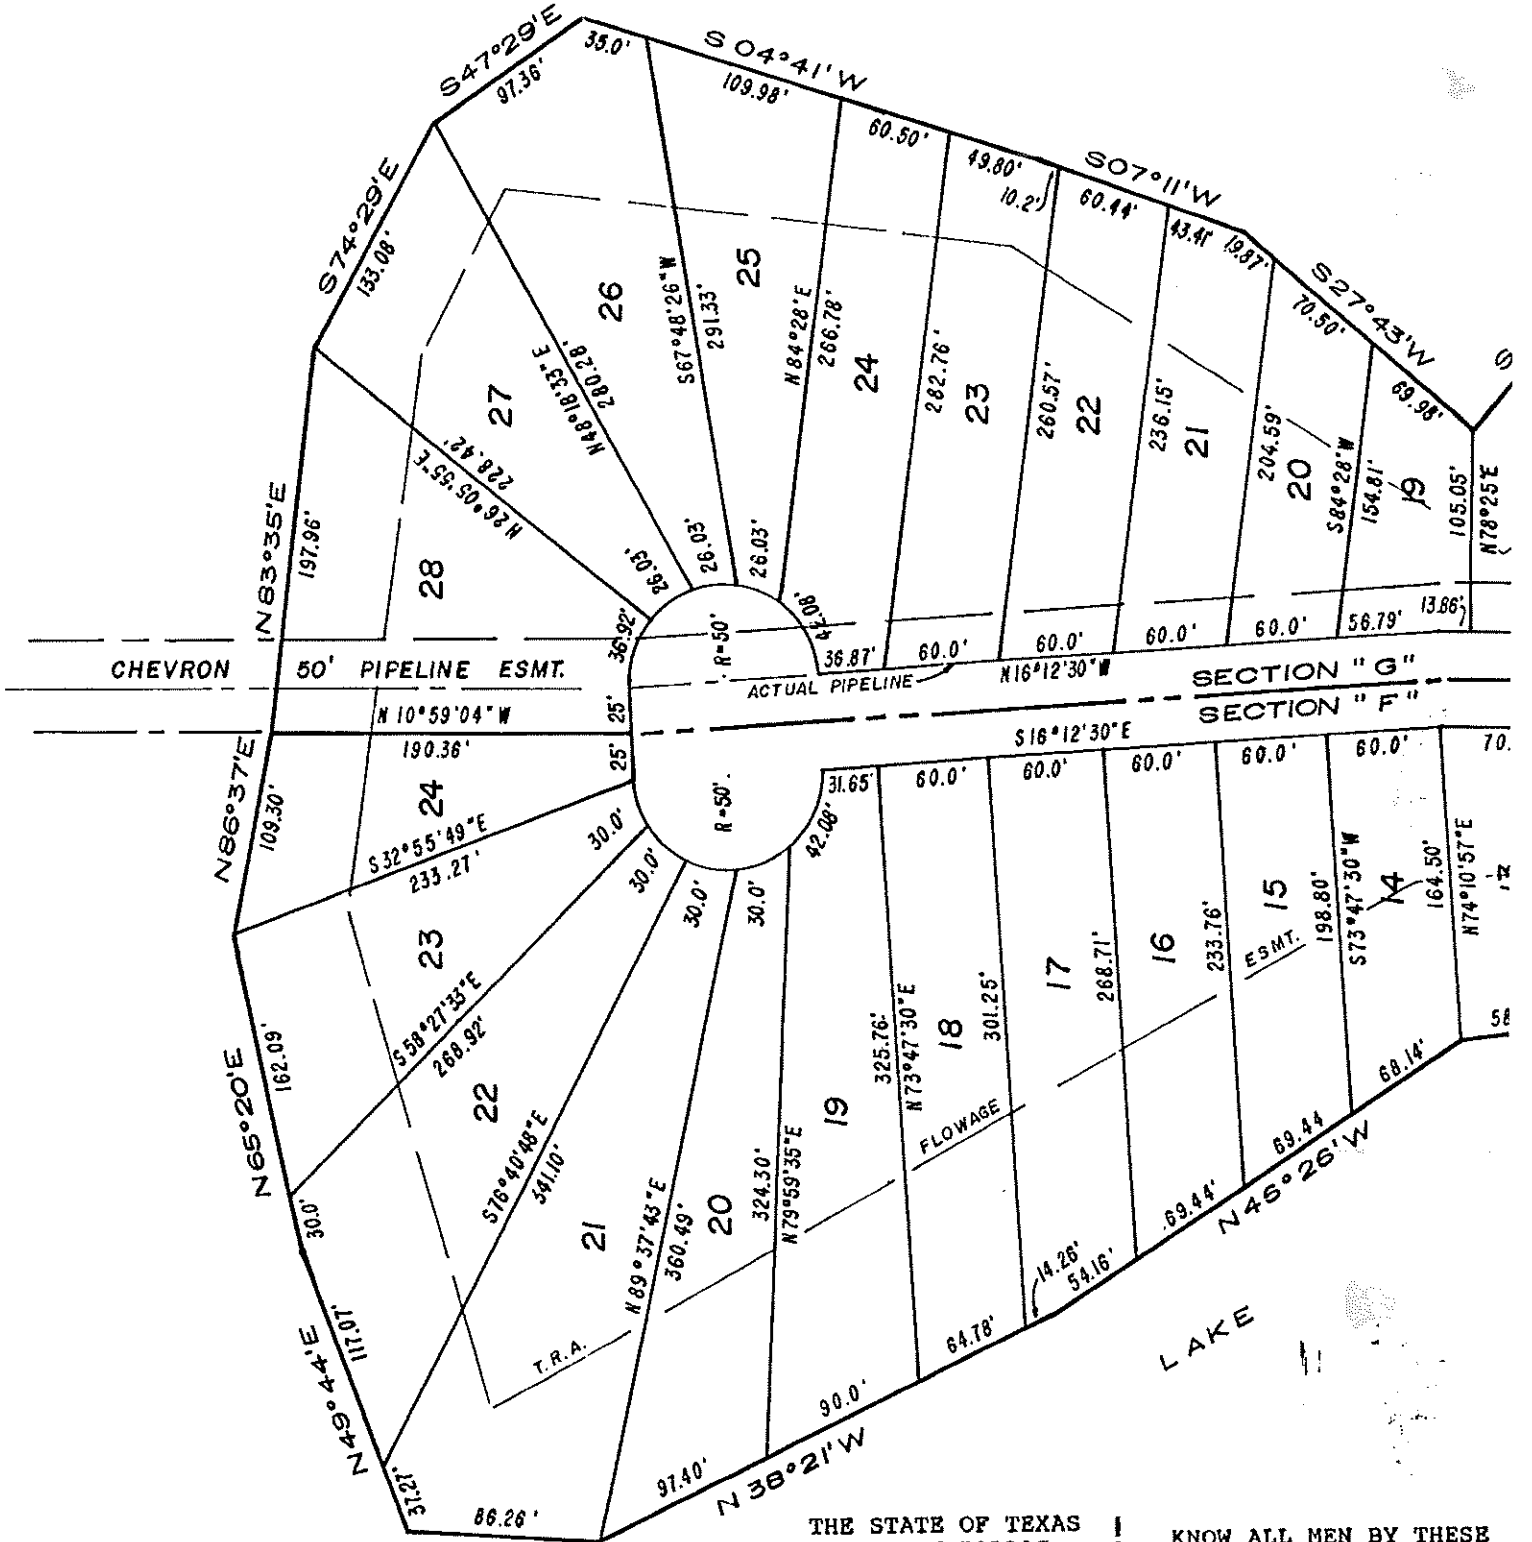 S47°29'E
97.36'
35.0'
S 04°41'W
109.98'
60.50'
49.80'
10.2'
S07°11'W
60.44'
43.41'
19.87'
S27°43'W
70.50'
69.98'
S
S74°29'E
133.08'
N83°35'E
197.96'
28
27
26
25
24
23
22
21
20
19
N 26°05'55"E
228.42'
N48°18'33"E
280.28'
S67°48'26"W
291.33'
N84°28'E
266.78'
282.76'
260.57'
236.15'
204.59'
S84°28'W
154.81'
105.05'
N78°25'E
36.92'
26.03'
26.03'
26.03'
42.08'
R=50'
36.87'
60.0'
60.0'
60.0'
60.0'
56.79'
13.86'
CHEVRON 50' PIPELINE ESMT.
ACTUAL PIPELINE
N16°12'30"W
SECTION "G"
SECTION "F"
N 10°59'04"W
190.36'
25'
25'
S16°12'30"E
R=50'
31.65'
60.0'
60.0'
60.0'
60.0'
60.0'
70.
N86°37'E
109.30'
24
S32°55'49"E
233.27'
30.0'
30.0'
30.0'
30.0'
42.08'
23
N65°20'E
162.09'
S58°27'33"E
268.92'
22
30.0'
S76°40'48"E
341.10'
21
N89°37'43"E
360.49'
20
324.30'
N79°59'35"E
19
325.76'
N73°47'30"E
18
301.25'
17
268.71'
16
233.76'
15
198.80'
S73°47'30"W
14
164.50'
N74°10'57"E
58
T.R.A.
FLOWAGE
ESMT.
N49°44'E
117.07'
37.27'
86.26'
97.40'
N 38°21'W
90.0'
64.78'
14.26'
54.16'
69.44'
N46°26'W
69.44
68.14'
LAKE
THE STATE OF TEXAS
KNOW ALL MEN BY THESE